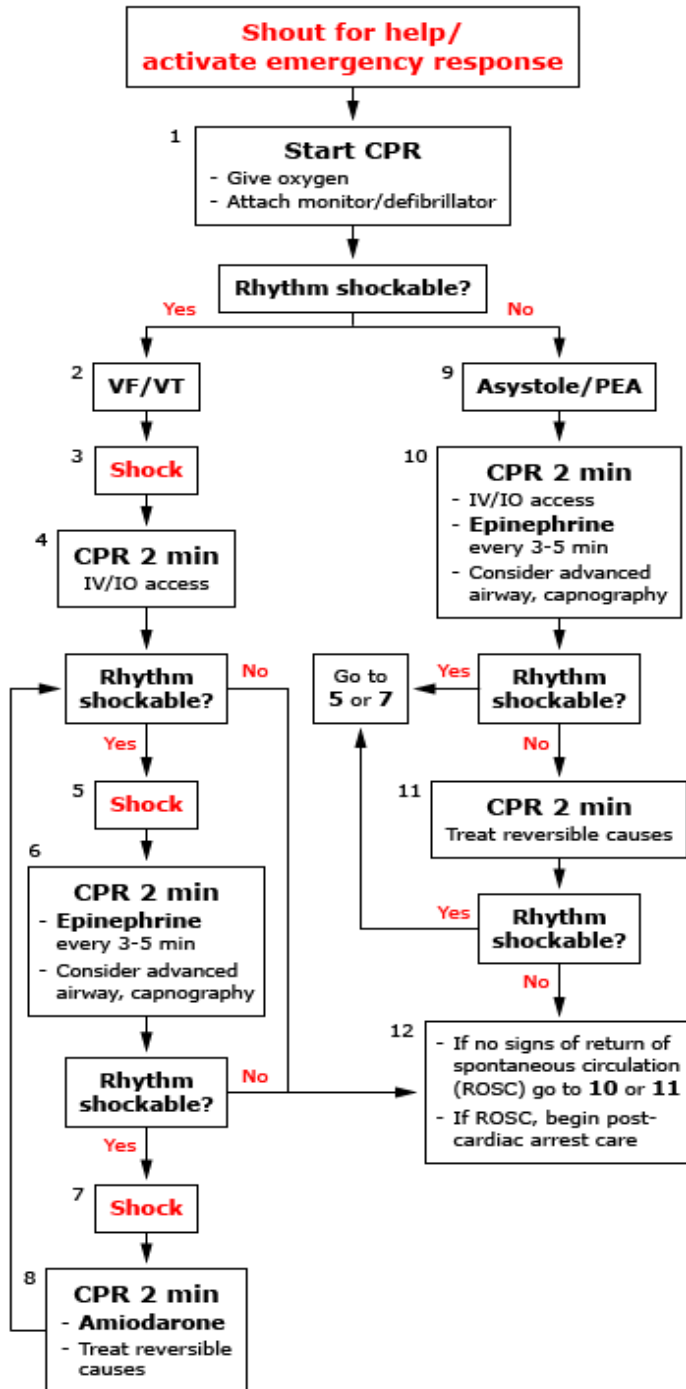 Shout for help/
activate emergency response
1
Start CPR
- Give oxygen
- Attach monitor/defibrillator
Rhythm shockable?
Yes
No
2
VF/VT
9
Asystole/PEA
3
Shock
10
CPR 2 min
- IV/IO access
- Epinephrine
every 3-5 min
- Consider advanced
airway, capnography
4
CPR 2 min
IV/IO access
Rhythm
shockable?
No
Go to
5 or 7
Yes
Rhythm
shockable?
Yes
No
5
Shock
11
CPR 2 min
Treat reversible causes
6
CPR 2 min
- Epinephrine
every 3-5 min
- Consider advanced
airway, capnography
Yes
Rhythm
shockable?
No
12
- If no signs of return of
spontaneous circulation
(ROSC) go to 10 or 11
- If ROSC, begin post-
cardiac arrest care
Rhythm
shockable?
No
Yes
7
Shock
8
CPR 2 min
- Amiodarone
- Treat reversible
causes